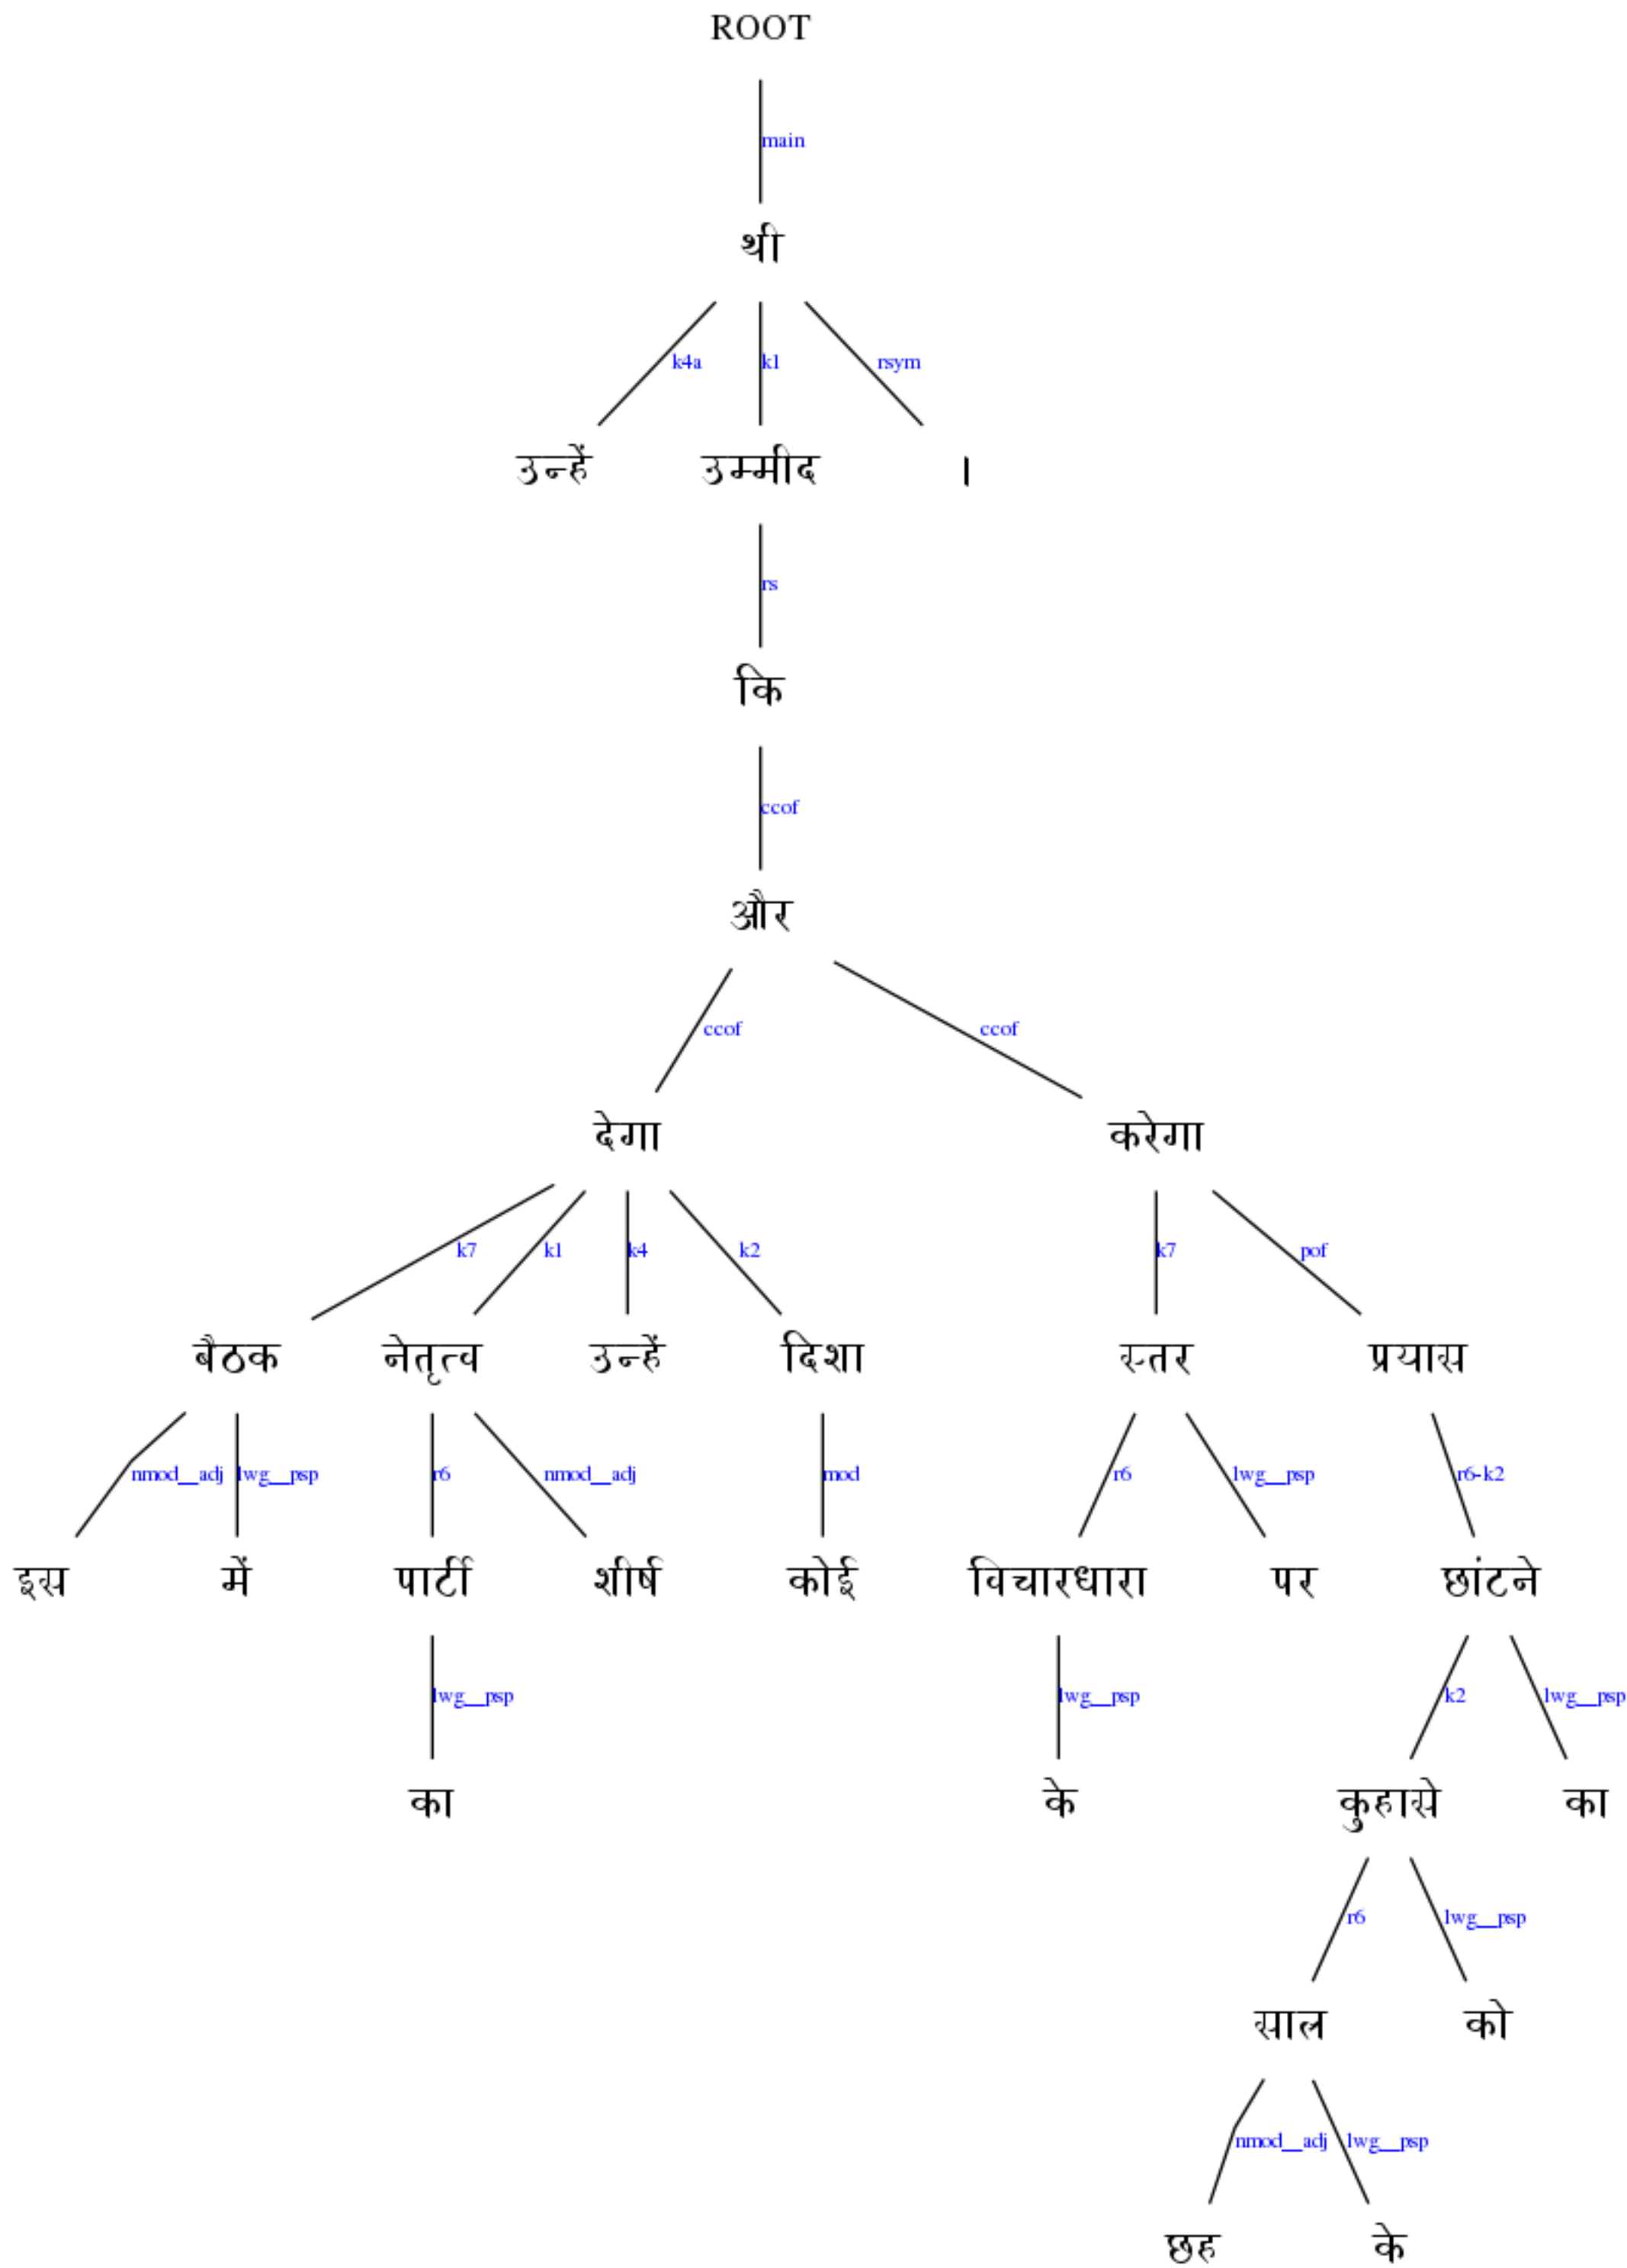 ROOT
main
थी
k4a k1 rsym
उन्हें उम्मीद ।
rs
कि
ccof
और
ccof ccof
देगा करेगा
k7 k1 k4 k2 k7 pof
बैठक नेतृत्व उन्हें दिशा स्तर प्रयास
nmod__adj lwg__psp r6 nmod__adj mod r6 lwg__psp r6-k2
इस में पार्टी शीर्ष कोई विचारधारा पर छांटने
lwg__psp lwg__psp k2 lwg__psp
का के कुहासे का
r6 lwg__psp
साल को
nmod__adj lwg__psp
छह के